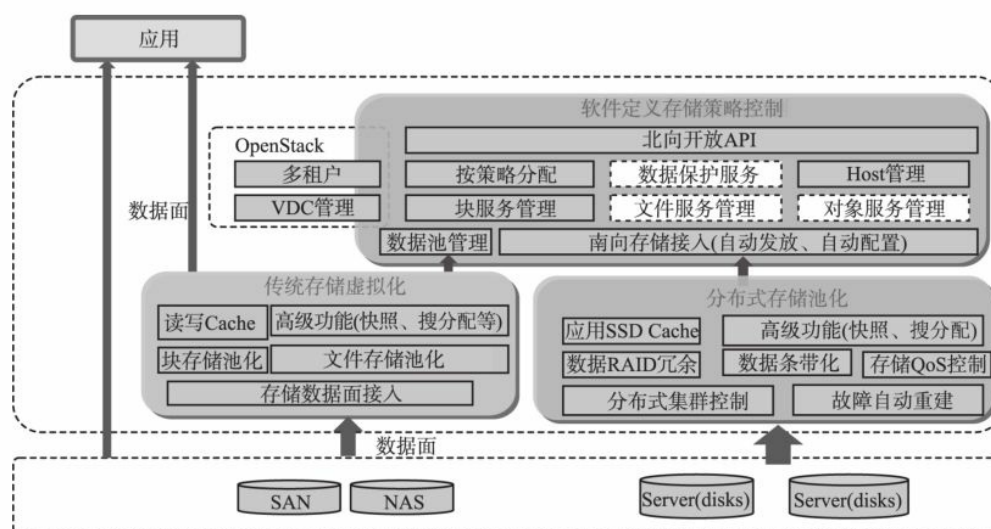 应用
软件定义存储策略控制
OpenStack
北向开放API
多租户
按策略分配
数据保护服务
Host管理
数据面
VDC管理
块服务管理
文件服务管理
对象服务管理
数据池管理
南向存储接入(自动发放、自动配置)
传统存储虚拟化
分布式存储池化
读写Cache
高级功能(快照、搜分配等)
应用SSD Cache
高级功能(快照、搜分配)
块存储池化
文件存储池化
数据RAID冗余
数据条带化
存储QoS控制
存储数据面接入
分布式集群控制
故障自动重建
数据面
SAN
NAS
Server(disks)
Server(disks)